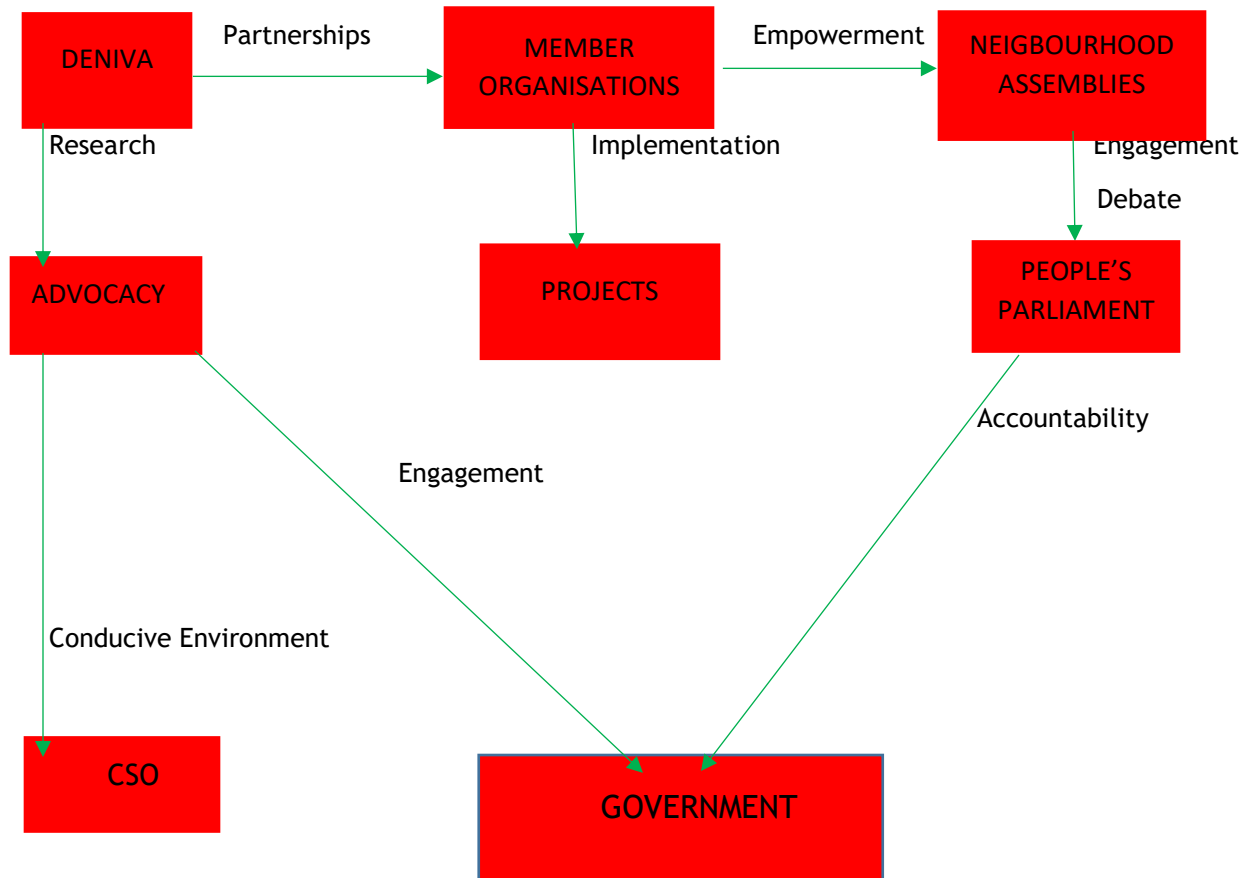 DENIVA
Partnerships
MEMBER
ORGANISATIONS
Empowerment
NEIGBOURHOOD
ASSEMBLIES
Research
Implementation
Engagement
Debate
ADVOCACY
PROJECTS
PEOPLE’S
PARLIAMENT
Accountability
Engagement
Conducive Environment
CSO
GOVERNMENT